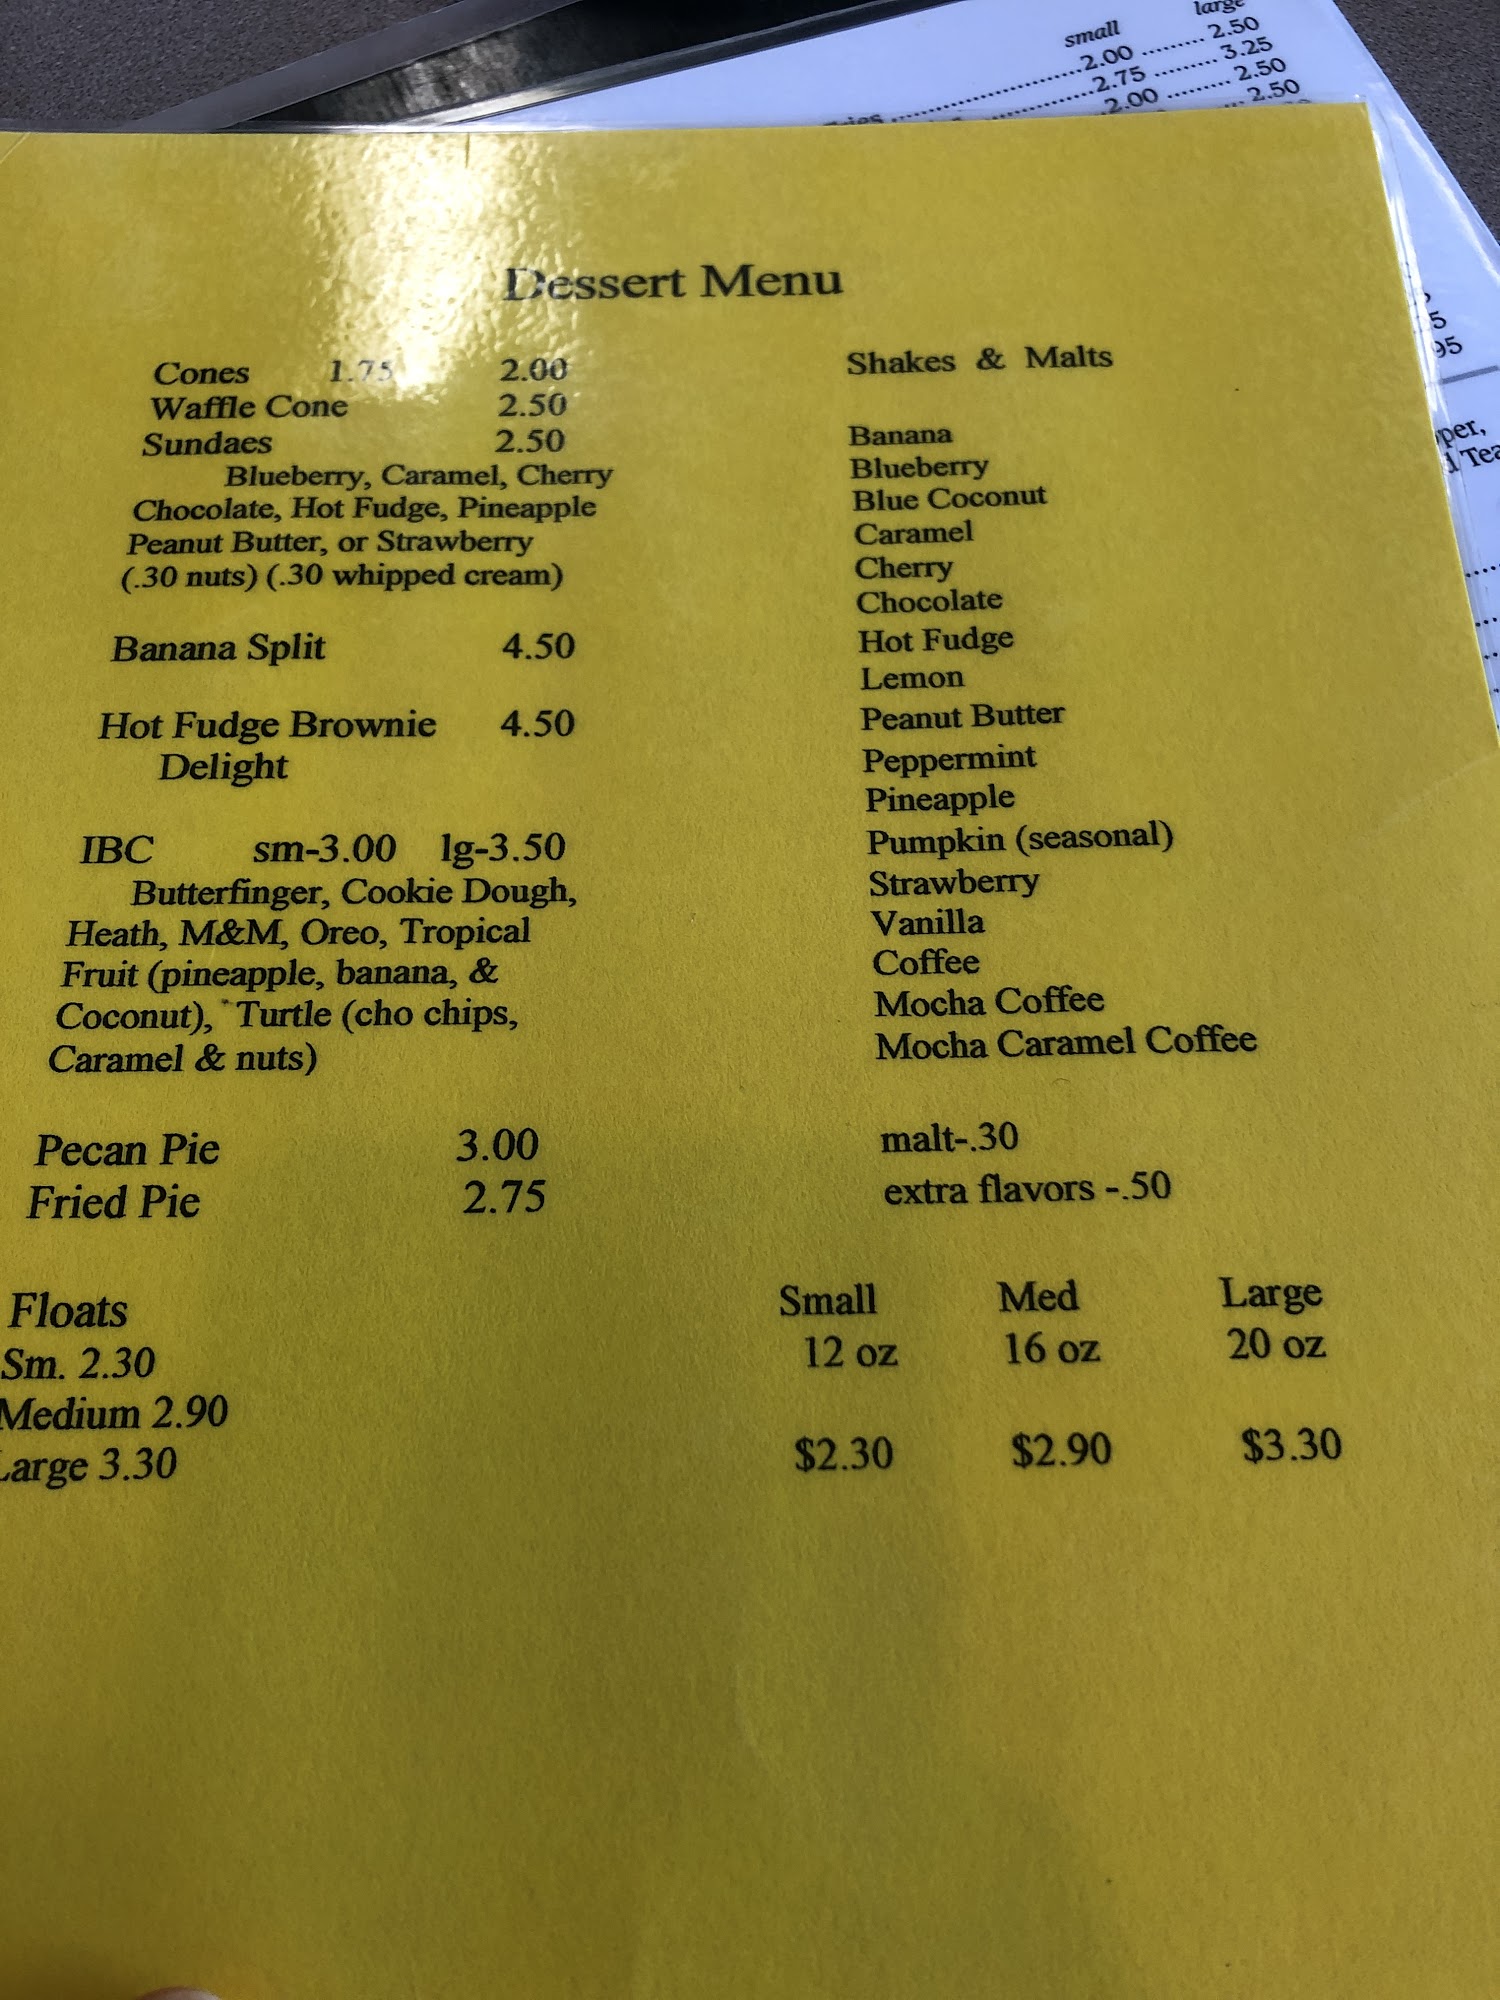 small large
2.00 ......... 2.50
2.75 ......... 3.25
2.00 ......... 2.50
2.50
Dessert Menu
Cones 1.75 2.00
Waffle Cone 2.50
Sundaes 2.50
Blueberry, Caramel, Cherry
Chocolate, Hot Fudge, Pineapple
Peanut Butter, or Strawberry
(.30 nuts) (.30 whipped cream)
Banana Split 4.50
Hot Fudge Brownie 4.50
Delight
IBC sm-3.00 lg-3.50
Butterfinger, Cookie Dough,
Heath, M&M, Oreo, Tropical
Fruit (pineapple, banana, &
Coconut), Turtle (cho chips,
Caramel & nuts)
Pecan Pie 3.00
Fried Pie 2.75
Floats
Sm. 2.30
Medium 2.90
Large 3.30
Shakes & Malts
Banana
Blueberry
Blue Coconut
Caramel
Cherry
Chocolate
Hot Fudge
Lemon
Peanut Butter
Peppermint
Pineapple
Pumpkin (seasonal)
Strawberry
Vanilla
Coffee
Mocha Coffee
Mocha Caramel Coffee
malt-.30
extra flavors -.50
Small Med Large
12 oz 16 oz 20 oz
$2.30 $2.90 $3.30